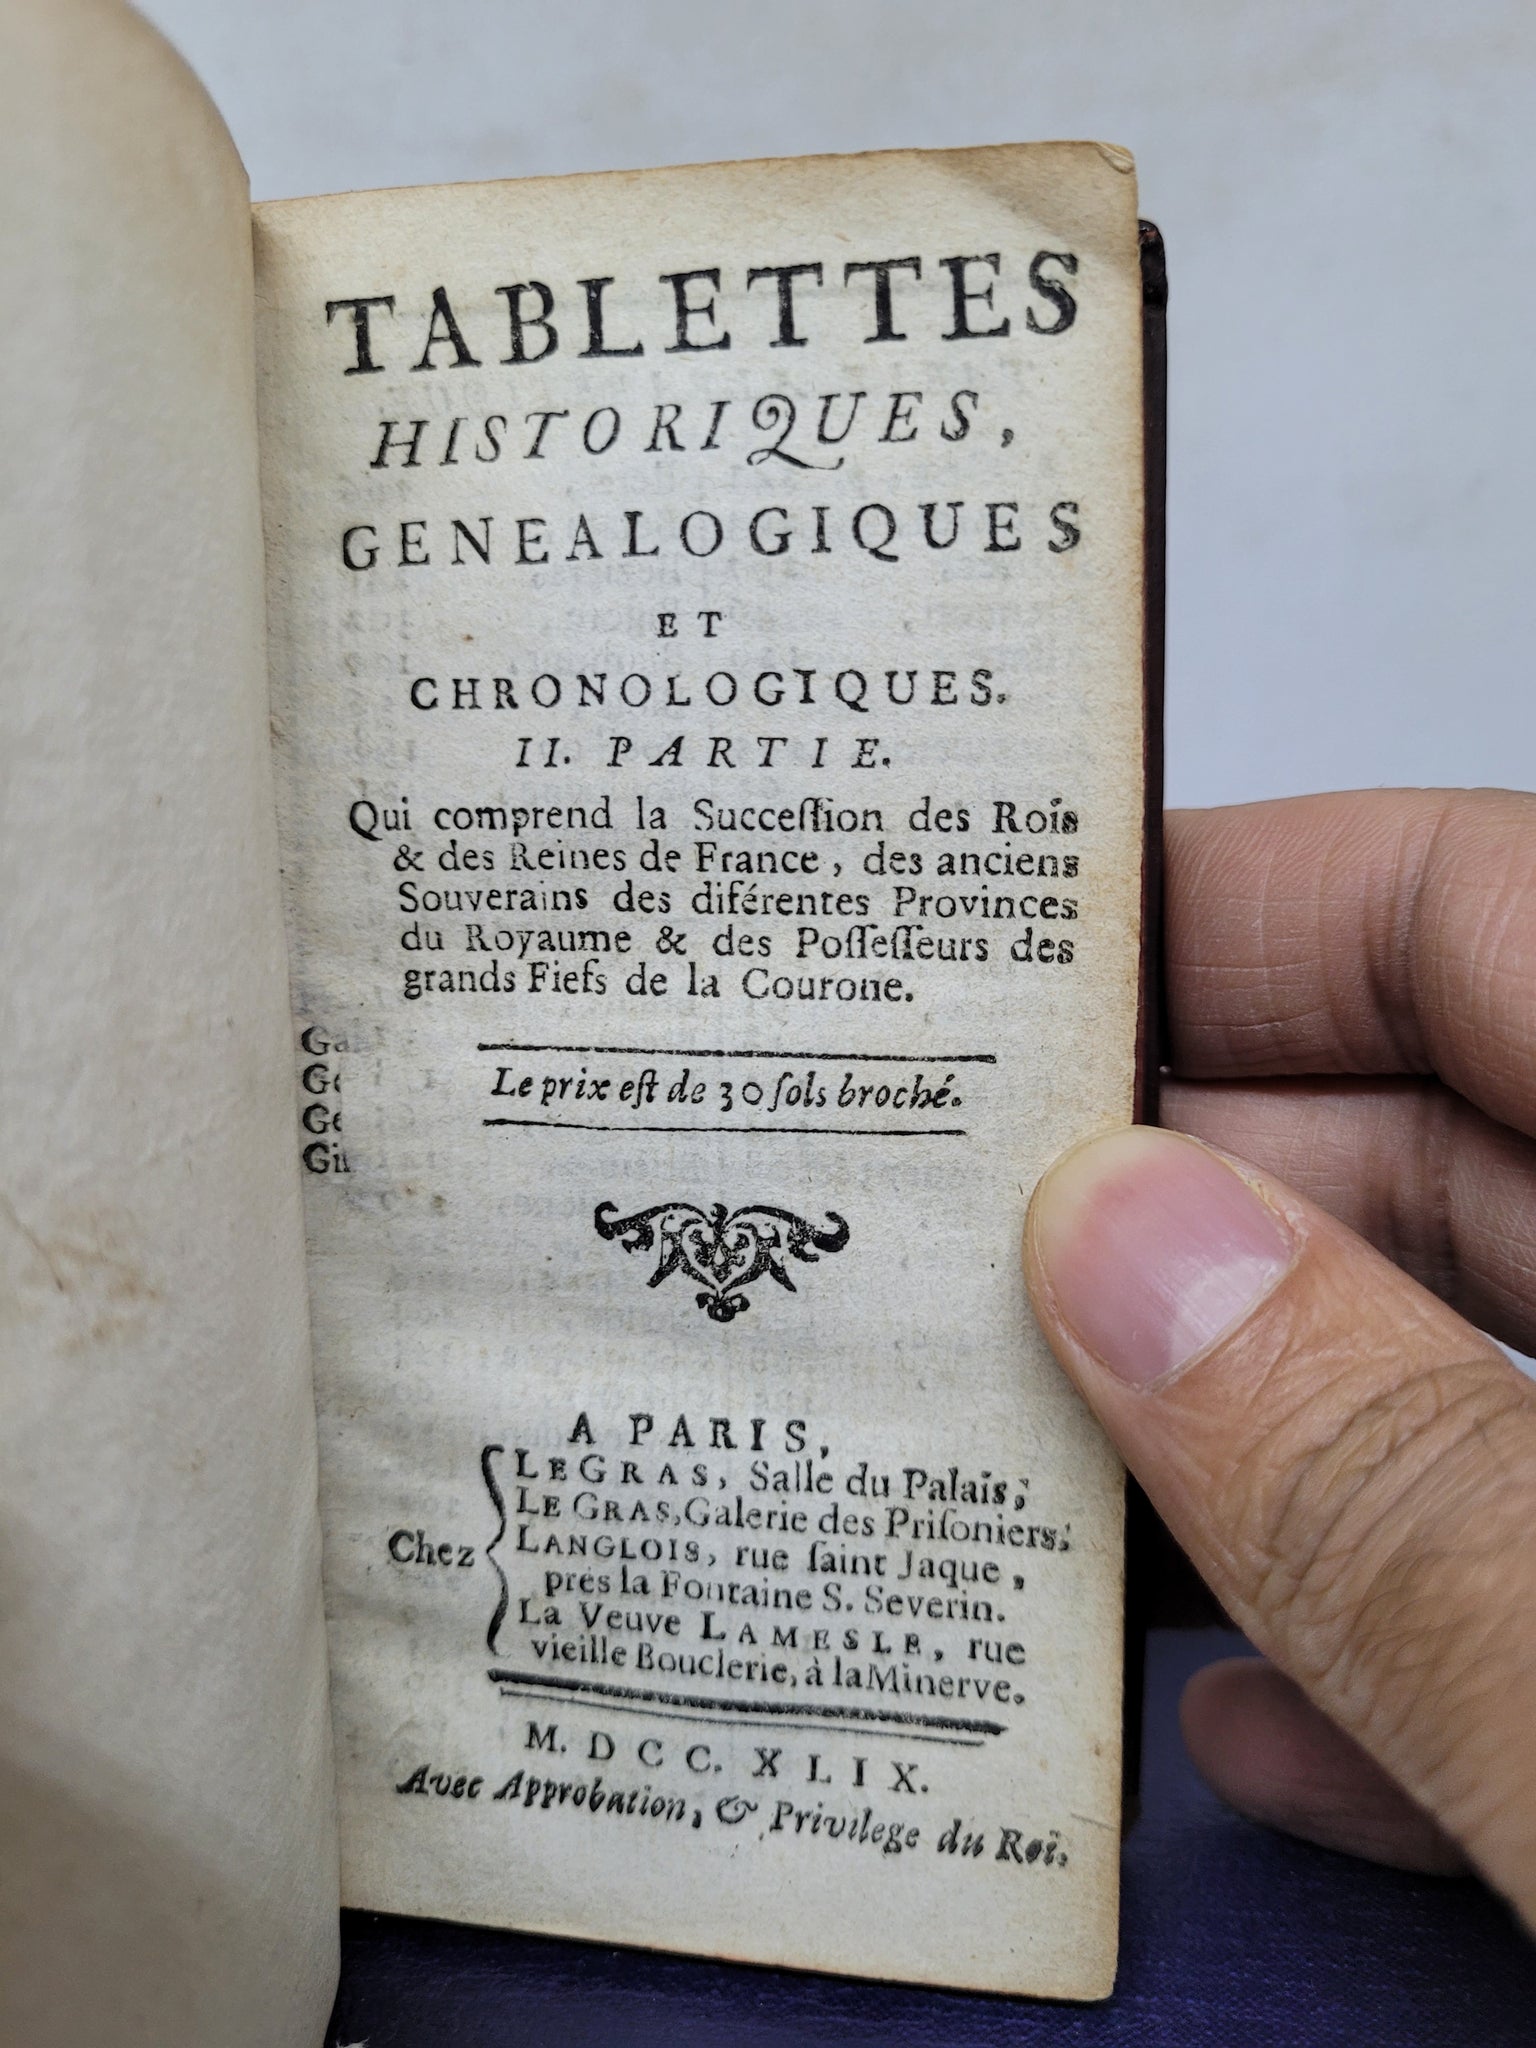 TABLETTES
HISTORIQUES,
GENEALOGIQUES
ET
CHRONOLOGIQUES.
II. PARTIE.
Qui comprend la Succeſſion des Rois
& des Reines de France, des anciens
Souverains des diférentes Provinces
du Royaume & des Poſſeſſeurs des
grands Fiefs de la Courone.
Le prix eſt de 30 ſols broché.
A PARIS,
Chez
LEGRAS, Salle du Palais;
LE GRAS, Galerie des Priſoniers;
LANGLOIS, rue ſaint Jaque,
près la Fontaine S. Severin.
La Veuve LAMESLE, rue
vieille Bouclerie, à la Minerve.
M. DCC. XLIX.
Avec Approbation, & Privilege du Roi.